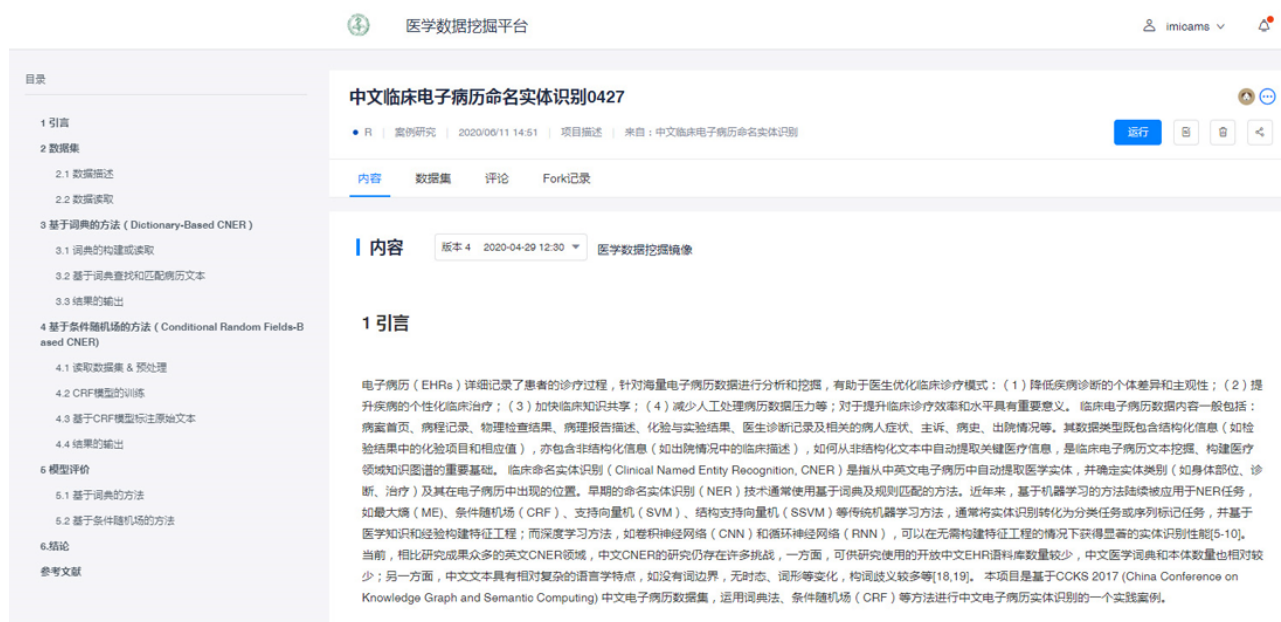 医学数据挖掘平台
imicams
目录
1 引言
2 数据集
2.1 数据描述
2.2 数据读取
3 基于词典的方法（Dictionary-Based CNER）
3.1 词典的构建或读取
3.2 基于词典查找和匹配病历文本
3.3 结果的输出
4 基于条件随机场的方法（Conditional Random Fields-B
ased CNER)
4.1 读取数据集 & 预处理
4.2 CRF模型的训练
4.3 基于CRF模型标注原始文本
4.4 结果的输出
5 模型评价
5.1 基于词典的方法
5.2 基于条件随机场的方法
6.结论
参考文献
中文临床电子病历命名实体识别0427
R | 案例研究 | 2020/06/11 14:51 | 项目描述 | 来自：中文临床电子病历命名实体识别
运行
内容 数据集 评论 Fork记录
内容 版本 4 2020-04-29 12:30 医学数据挖掘镜像
1 引言
电子病历（EHRs）详细记录了患者的诊疗过程，针对海量电子病历数据进行分析和挖掘，有助于医生优化临床诊疗模式：（1）降低疾病诊断的个体差异和主观性；（2）提
升疾病的个性化临床治疗；（3）加快临床知识共享；（4）减少人工处理病历数据压力等；对于提升临床诊疗效率和水平具有重要意义。 临床电子病历数据内容一般包括：
病案首页、病程记录、物理检查结果、病理报告描述、化验与实验结果、医生诊断记录及相关的病人症状、主诉、病史、出院情况等。其数据类型既包含结构化信息（如检
验结果中的化验项目和相应值），亦包含非结构化信息（如出院情况中的临床描述），如何从非结构化文本中自动提取关键医疗信息，是临床电子病历文本挖掘、构建医疗
领域知识图谱的重要基础。 临床命名实体识别（Clinical Named Entity Recognition, CNER）是指从中英文电子病历中自动提取医学实体，并确定实体类别（如身体部位、诊
断、治疗）及其在电子病历中出现的位置。早期的命名实体识别（NER）技术通常使用基于词典及规则匹配的方法。近年来，基于机器学习的方法陆续被应用于NER任务，
如最大熵（ME)、条件随机场（CRF）、支持向量机（SVM）、结构支持向量机（SSVM）等传统机器学习方法，通常将实体识别转化为分类任务或序列标记任务，并基于
医学知识和经验构建特征工程；而深度学习方法，如卷积神经网络（CNN）和循环神经网络（RNN），可以在无需构建特征工程的情况下获得显著的实体识别性能[5-10]。
当前，相比研究成果众多的英文CNER领域，中文CNER的研究仍存在许多挑战，一方面，可供研究使用的开放中文EHR语料库数量较少，中文医学词典和本体数量也相对较
少；另一方面，中文文本具有相对复杂的语言学特点，如没有词边界，无时态、词形等变化，构词歧义较多等[18,19]。 本项目是基于CCKS 2017 (China Conference on
Knowledge Graph and Semantic Computing) 中文电子病历数据集，运用词典法、条件随机场（CRF）等方法进行中文电子病历实体识别的一个实践案例。